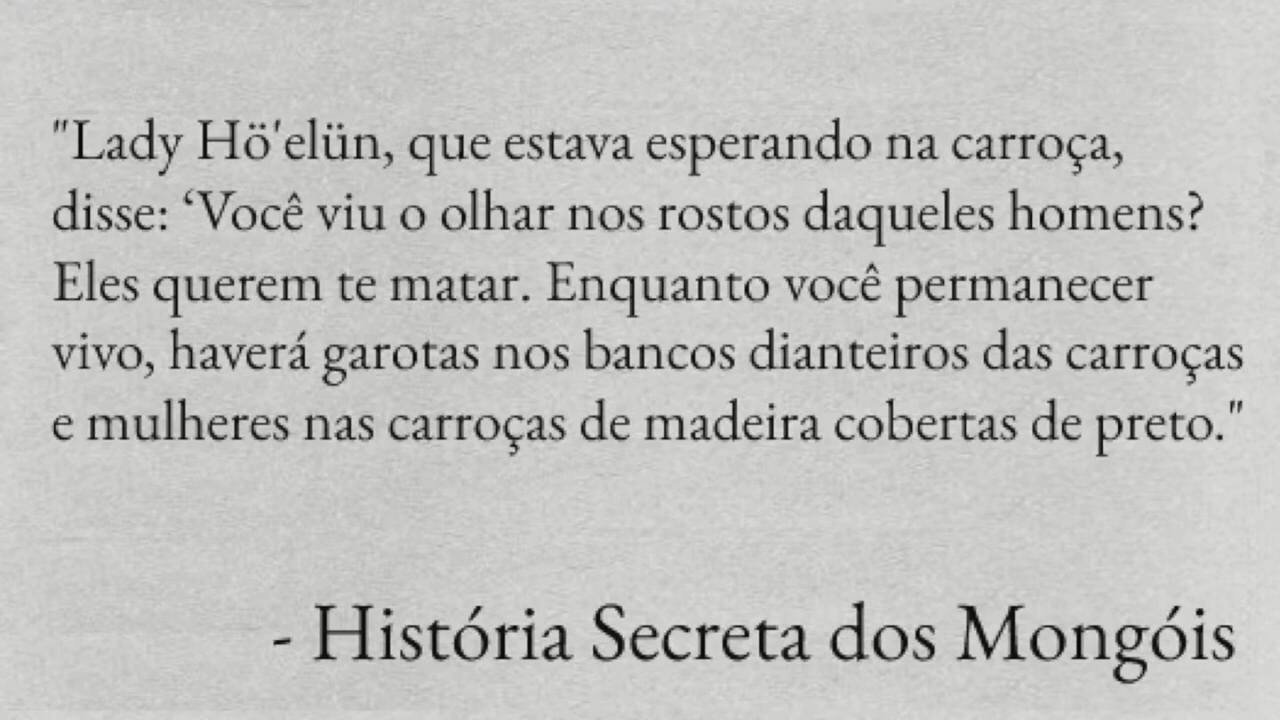 "Lady Hö'elün, que estava esperando na carroça,
disse: ‘Você viu o olhar nos rostos daqueles homens?
Eles querem te matar. Enquanto você permanecer
vivo, haverá garotas nos bancos dianteiros das carroças
e mulheres nas carroças de madeira cobertas de preto."
- História Secreta dos Mongóis